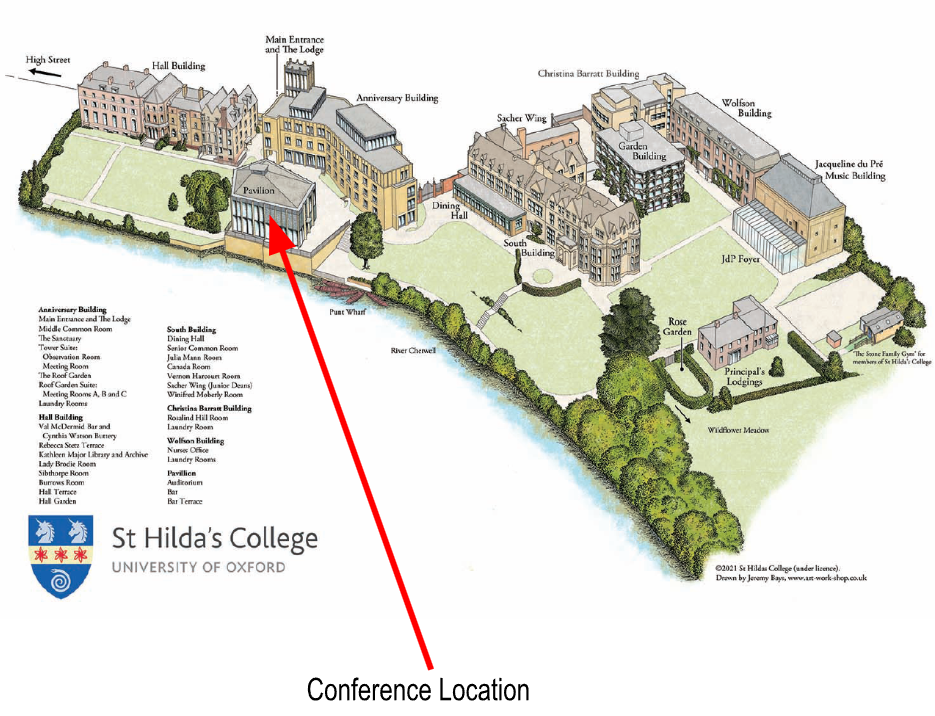 Main Entrance
and The Lodge
High Street
Hall Building
Anniversary Building
Christina Barratt Building
Sacher Wing
Wolfson
Building
Garden
Building
Jacqueline du Pré
Music Building
Pavilion
Dining
Hall
South
Building
JdP Foyer
Punt Wharf
River Cherwell
Rose
Garden
Principal's
Lodgings
'The Stone Family Gym' for
members of St Hilda's College
Wildflower Meadow
Anniversary Building
Main Entrance and The Lodge
Middle Common Room
The Sanctuary
Tower Suite:
Observation Room
Meeting Room
The Roof Garden
Roof Garden Suite:
Meeting Rooms A, B and C
Laundry Rooms
Hall Building
Val McDermid Bar and
Cynthia Watson Buttery
Rebecca Stetz Terrace
Kathleen Major Library and Archive
Lady Brodie Room
Sibthorpe Room
Burrows Room
Hall Terrace
Hall Garden
South Building
Dining Hall
Senior Common Room
Julia Mann Room
Canada Room
Vernon Harcourt Room
Sacher Wing (Junior Deans)
Winifred Moberly Room
Christina Barratt Building
Rosalind Hill Room
Laundry Room
Wolfson Building
Nurses Office
Laundry Rooms
Pavillion
Auditorium
Bar
Bar Terrace
St Hilda's College
UNIVERSITY OF OXFORD
©2021 St Hildas College (under licence).
Drawn by Jeremy Bays, www.art-work-shop.co.uk
Conference Location